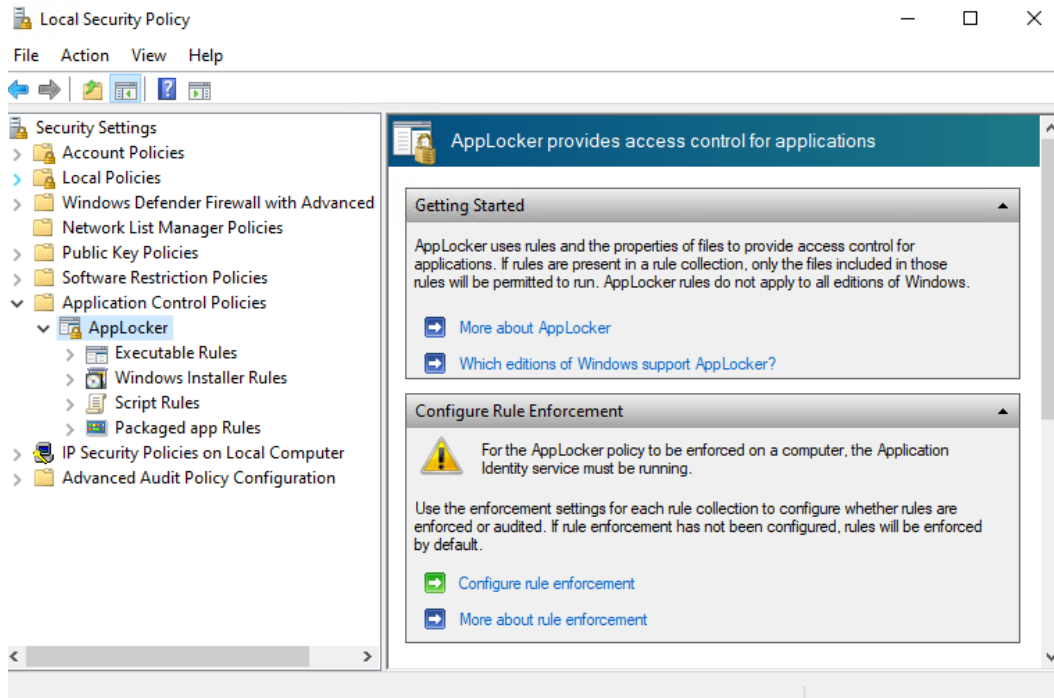 Local Security Policy
File Action View Help
Security Settings
Account Policies
Local Policies
Windows Defender Firewall with Advanced
Network List Manager Policies
Public Key Policies
Software Restriction Policies
Application Control Policies
AppLocker
Executable Rules
Windows Installer Rules
Script Rules
Packaged app Rules
IP Security Policies on Local Computer
Advanced Audit Policy Configuration
AppLocker provides access control for applications
Getting Started
AppLocker uses rules and the properties of files to provide access control for
applications. If rules are present in a rule collection, only the files included in those
rules will be permitted to run. AppLocker rules do not apply to all editions of Windows.
More about AppLocker
Which editions of Windows support AppLocker?
Configure Rule Enforcement
For the AppLocker policy to be enforced on a computer, the Application
Identity service must be running.
Use the enforcement settings for each rule collection to configure whether rules are
enforced or audited. If rule enforcement has not been configured, rules will be enforced
by default.
Configure rule enforcement
More about rule enforcement